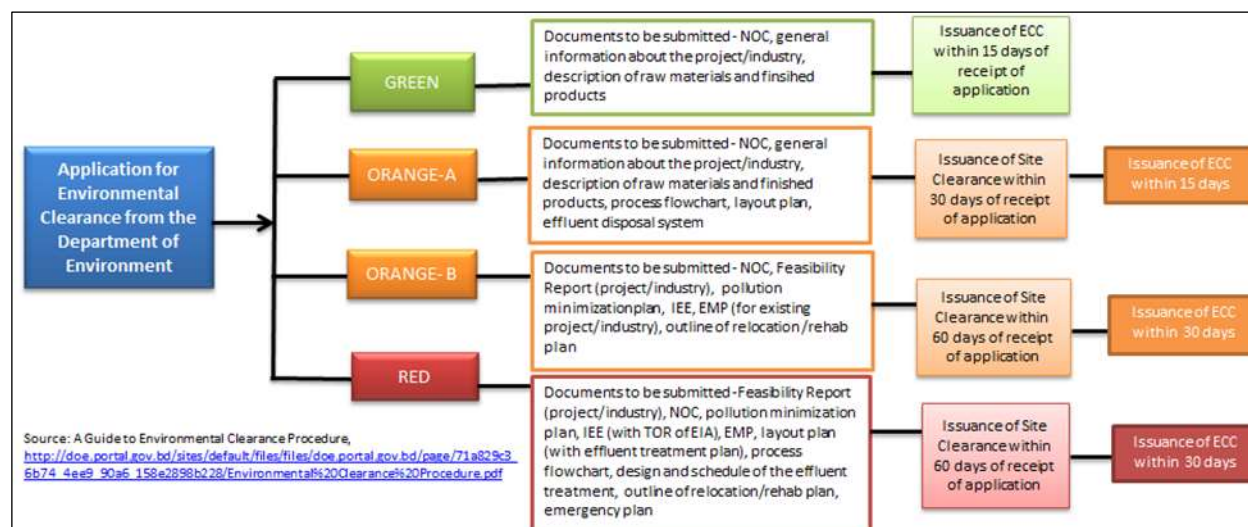 Application for
Environmental
Clearance from the
Department of
Environment
GREEN
Documents to be submitted - NOC, general
information about the project/industry,
description of raw materials and finsihed
products
Issuance of ECC
within 15 days of
receipt of
application
ORANGE-A
Documents to be submitted - NOC, general
information about the project/industry,
description of raw materials and finished
products, process flowchart, layout plan,
effluent disposal system
Issuance of Site
Clearance within
30 days of receipt
of application
Issuance of ECC
within 15 days
ORANGE- B
Documents to be submitted - NOC, Feasibility
Report (project/industry), pollution
minimizationplan, IEE, EMP (for existing
project/industry), outline of relocation/rehab
plan
Issuance of Site
Clearance within
60 days of receipt
of application
Issuance of ECC
within 30 days
RED
Documents to be submitted -Feasibility Report
(project/industry), NOC, pollution minimization
plan, IEE (with TOR of EIA), EMP, layout plan
(with effluent treatment plan), process
flowchart, design and schedule of the effluent
treatment, outline of relocation/rehab plan,
emergency plan
Issuance of Site
Clearance within
60 days of receipt
of application
Issuance of ECC
within 30 days
Source: A Guide to Environmental Clearance Procedure,
http://doe.portal.gov.bd/sites/default/files/files/doe.portal.gov.bd/page/71a829c3_
6b74_4ee9_90a6_158e2898b228/Environmental%20Clearance%20Procedure.pdf